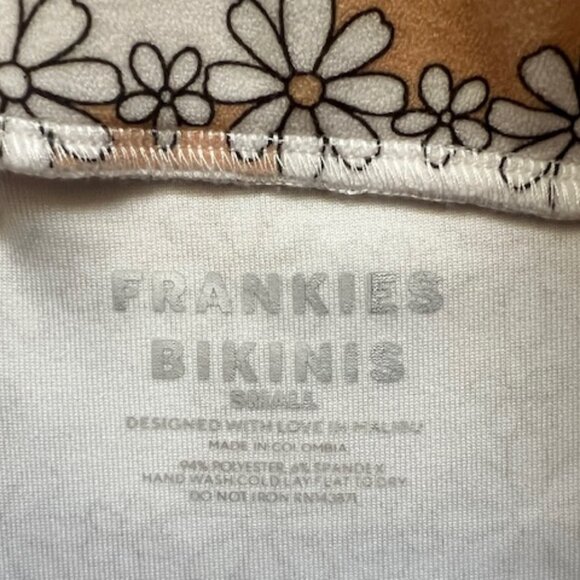 FRANKIES
BIKINIS
SMALL
DESIGNED WITH LOVE IN MALIBU
MADE IN COLOMBIA
94% POLYESTER, 6% SPANDEX
HAND WASH COLD LAY FLAT TO DRY
DO NOT IRON RN143871